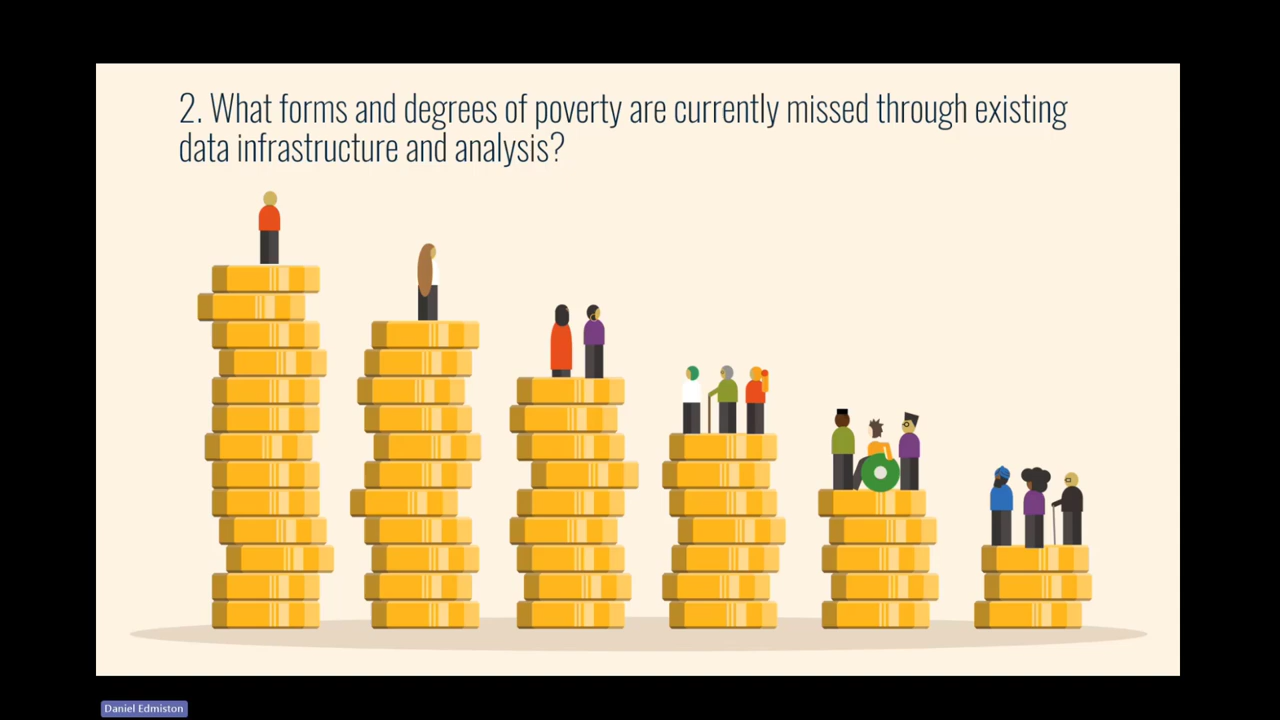 2. What forms and degrees of poverty are currently missed through existing
data infrastructure and analysis?
Daniel Edmiston